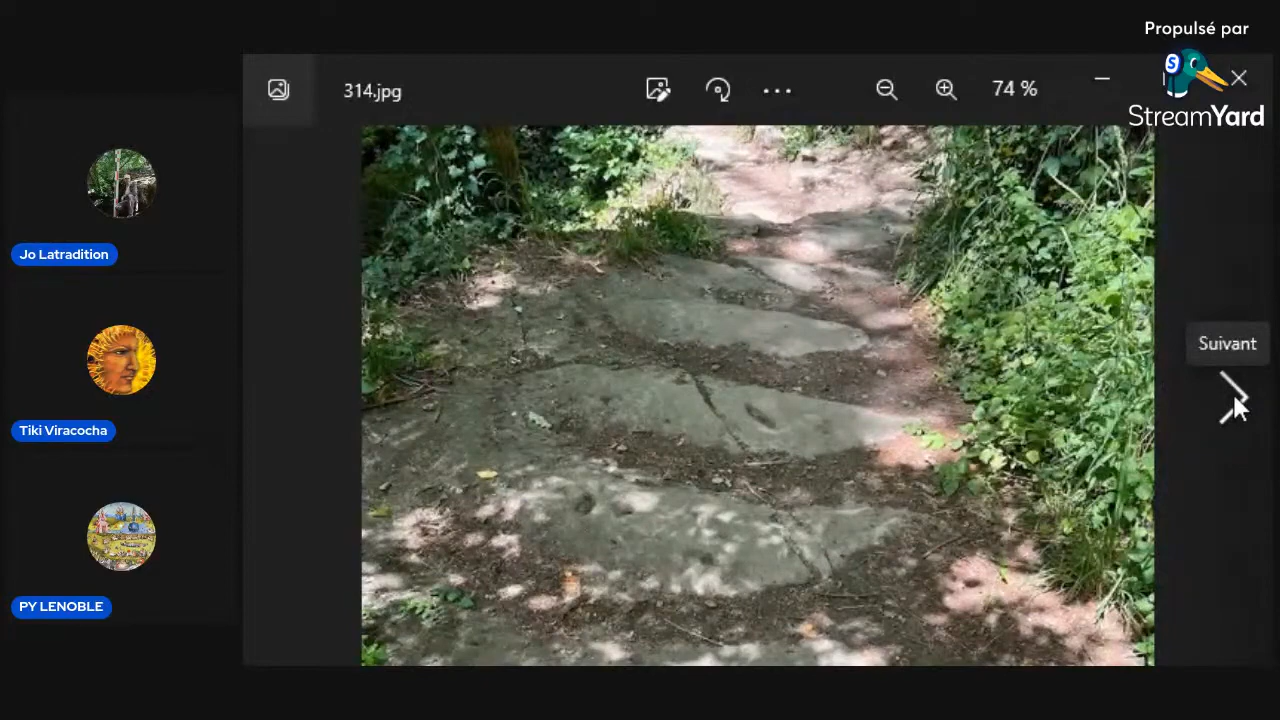 Propulsé par
StreamYard
314.jpg
74 %
Jo Latradition
Suivant
Tiki Viracocha
PY LENOBLE